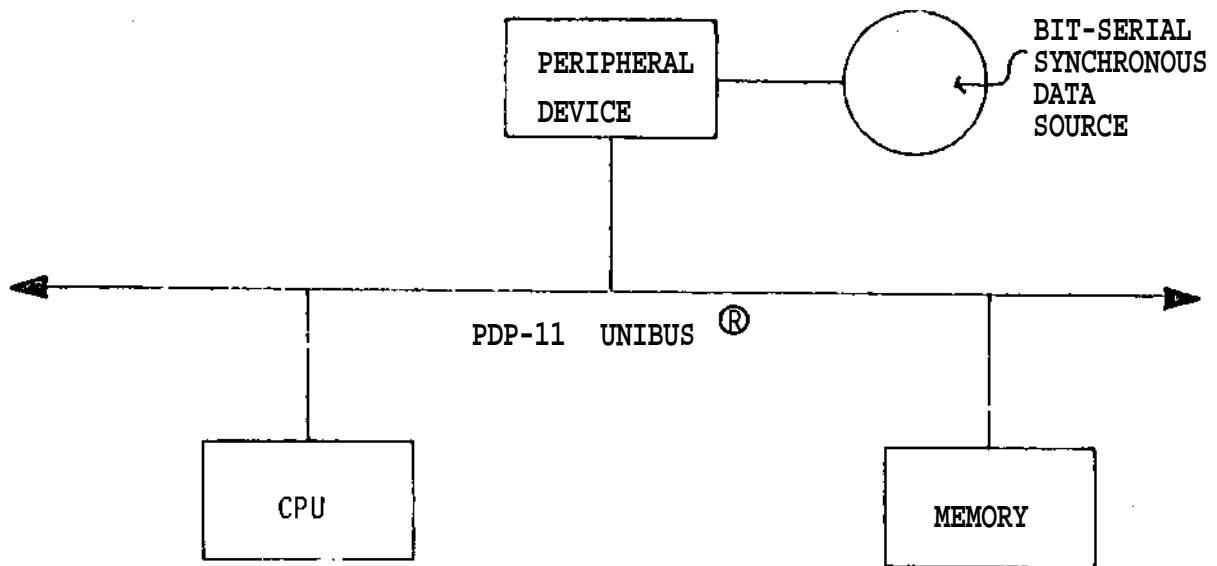 PERIPHERAL
DEVICE
BIT-SERIAL
SYNCHRONOUS
DATA
SOURCE
PDP-11 UNIBUS ®
CPU
MEMORY